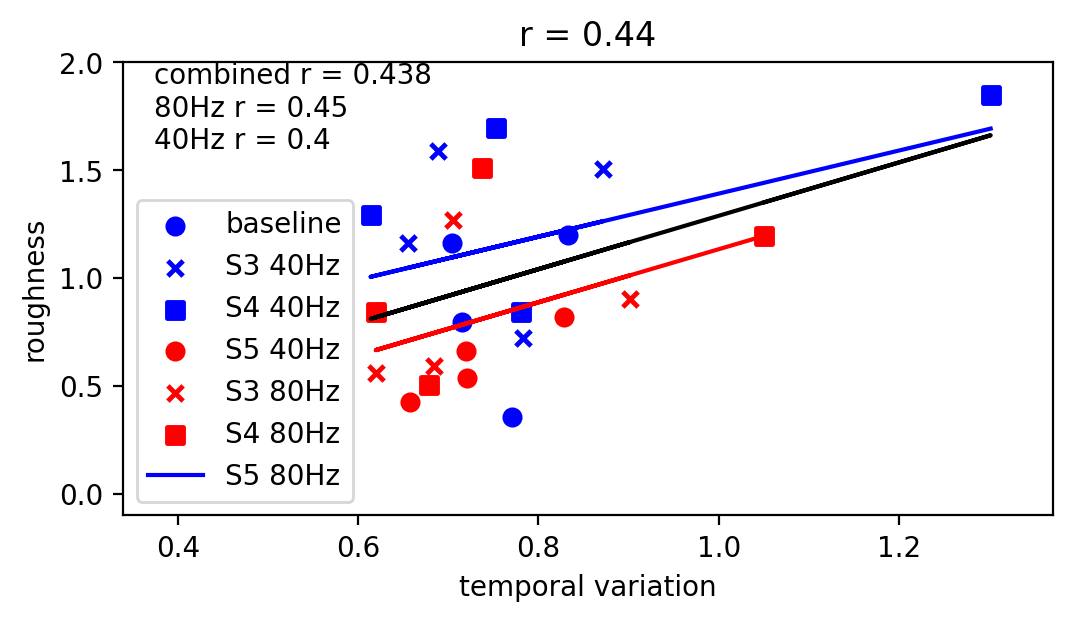 r = 0.44
combined r = 0.438
80Hz r = 0.45
40Hz r = 0.4
2.0
1.5
1.0
0.5
0.0
roughness
baseline
S3 40Hz
S4 40Hz
S5 40Hz
S3 80Hz
S4 80Hz
S5 80Hz
0.4 0.6 0.8 1.0 1.2
temporal variation